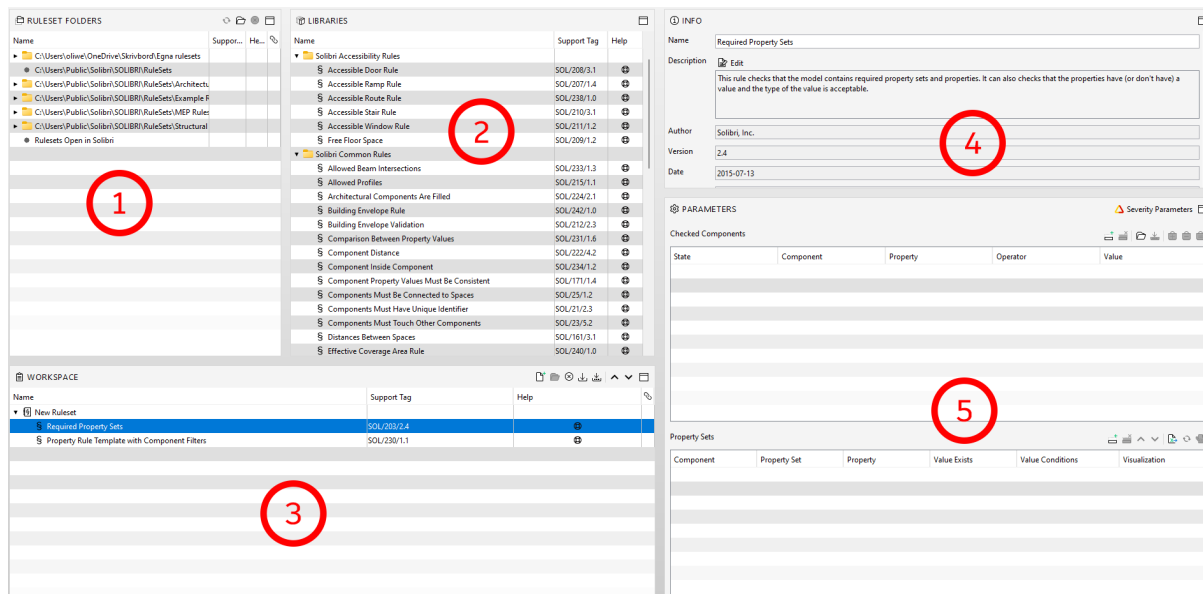 RULESET FOLDERS
Name Suppor... He...
C:\Users\oliwe\OneDrive\Skrivbord\Egna rulesets
C:\Users\Public\Solibri\SOLIBRI\RuleSets
C:\Users\Public\Solibri\SOLIBRI\RuleSets\Architectu
C:\Users\Public\Solibri\SOLIBRI\RuleSets\Example R
C:\Users\Public\Solibri\SOLIBRI\RuleSets\MEP Rules
C:\Users\Public\Solibri\SOLIBRI\RuleSets\Structural
Rulesets Open in Solibri
1
LIBRARIES
Name Support Tag Help
Solibri Accessibility Rules
§ Accessible Door Rule SOL/208/3.1
§ Accessible Ramp Rule SOL/207/1.4
§ Accessible Route Rule SOL/238/1.0
§ Accessible Stair Rule SOL/210/3.1
§ Accessible Window Rule SOL/211/1.2
§ Free Floor Space SOL/209/1.2
2
Solibri Common Rules
§ Allowed Beam Intersections SOL/233/1.3
§ Allowed Profiles SOL/215/1.1
§ Architectural Components Are Filled SOL/224/2.1
§ Building Envelope Rule SOL/242/1.0
§ Building Envelope Validation SOL/212/2.3
§ Comparison Between Property Values SOL/231/1.6
§ Component Distance SOL/222/4.2
§ Component Inside Component SOL/234/1.2
§ Component Property Values Must Be Consistent SOL/171/1.4
§ Components Must Be Connected to Spaces SOL/25/1.2
§ Components Must Have Unique Identifier SOL/21/2.3
§ Components Must Touch Other Components SOL/23/5.2
§ Distances Between Spaces SOL/161/3.1
§ Effective Coverage Area Rule SOL/240/1.0
WORKSPACE
Name Support Tag Help
New Ruleset
§ Required Property Sets SOL/203/2.4
§ Property Rule Template with Component Filters SOL/230/1.1
3
INFO
Name Required Property Sets
Description Edit
This rule checks that the model contains required property sets and properties. It can also checks that the properties have (or don't have) a
value and the type of the value is acceptable.
Author Solibri, Inc.
Version 2.4
Date 2015-07-13
4
PARAMETERS Severity Parameters
Checked Components
State Component Property Operator Value
5
Property Sets
Component Property Set Property Value Exists Value Conditions Visualization